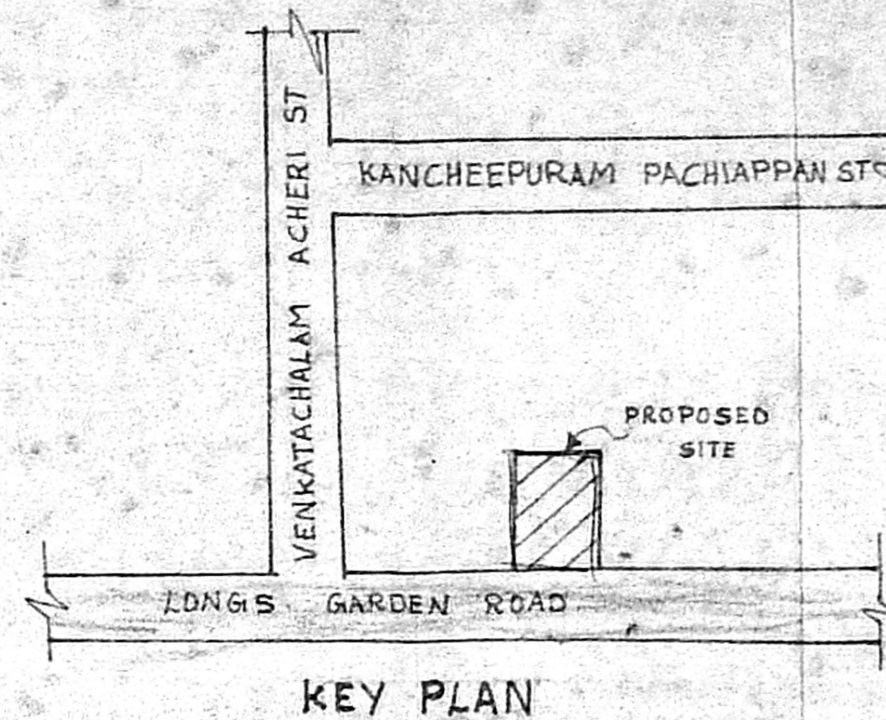 VENKATACHALAM ACHERI ST
KANCHEEPURAM PACHIAPPAN ST
PROPOSED
SITE
LONGS GARDEN ROAD
KEY PLAN